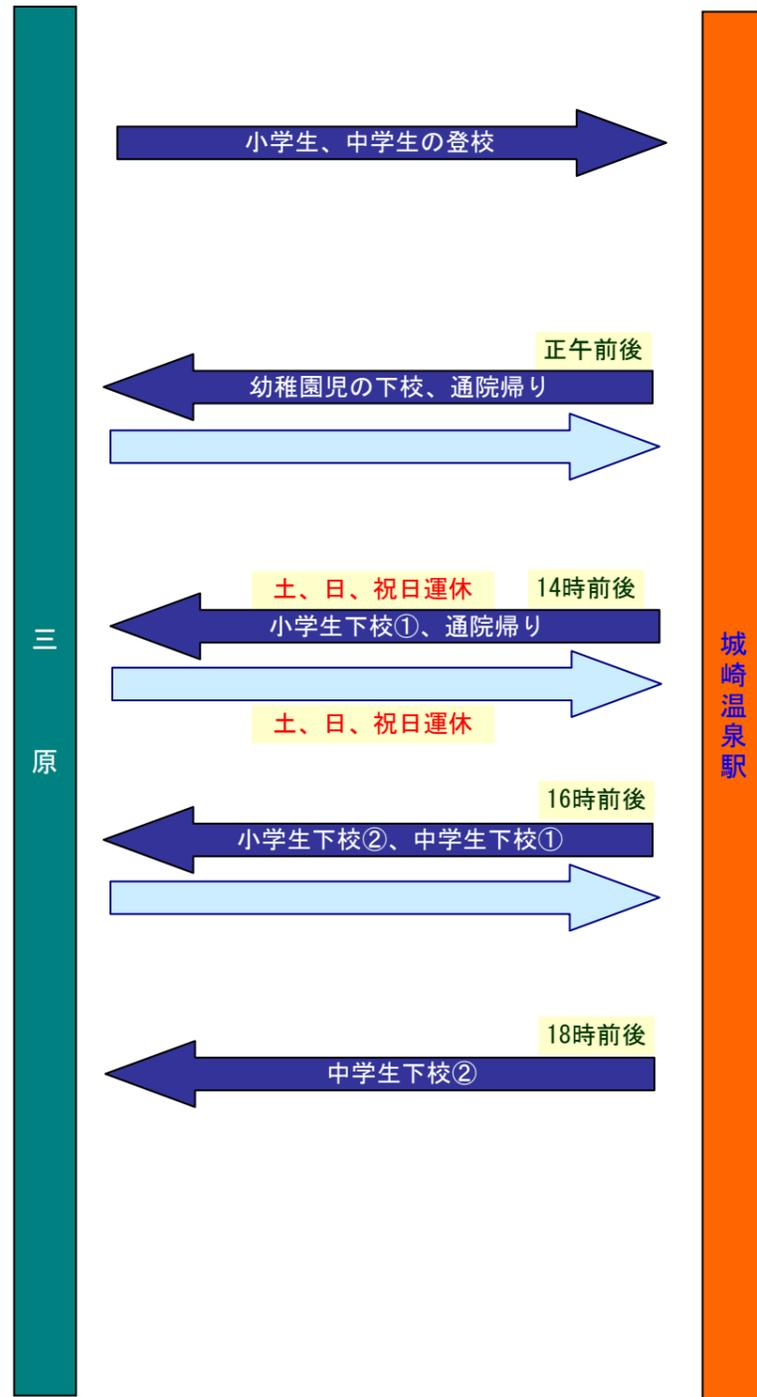 小学生、中学生の登校
正午前後
幼稚園児の下校、通院帰り
土、日、祝日運休
14時前後
小学生下校①、通院帰り
土、日、祝日運休
三原
城崎温泉駅
16時前後
小学生下校②、中学生下校①
18時前後
中学生下校②